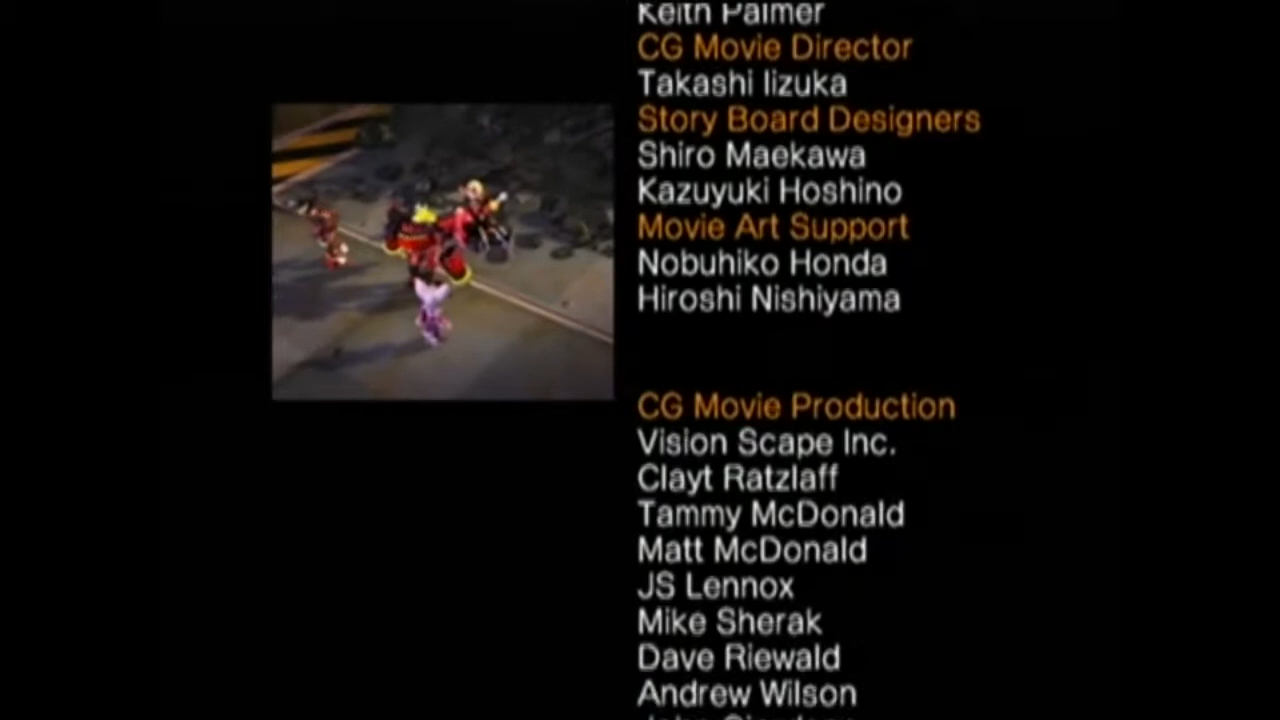 Keith Palmer
CG Movie Director
Takashi Iizuka
Story Board Designers
Shiro Maekawa
Kazuyuki Hoshino
Movie Art Support
Nobuhiko Honda
Hiroshi Nishiyama
CG Movie Production
Vision Scape Inc.
Clayt Ratzlaff
Tammy McDonald
Matt McDonald
JS Lennox
Mike Sherak
Dave Riewald
Andrew Wilson